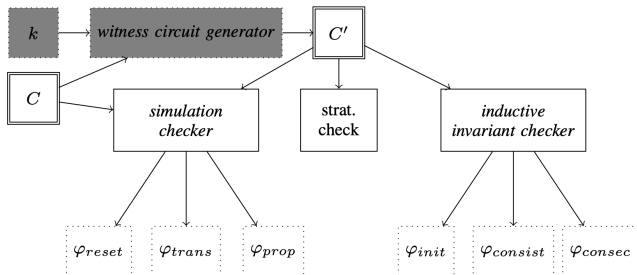 k
witness circuit generator
C′
C
simulation
checker
strat.
check
inductive
invariant checker
φreset
φtrans
φprop
φinit
φconsist
φconsec